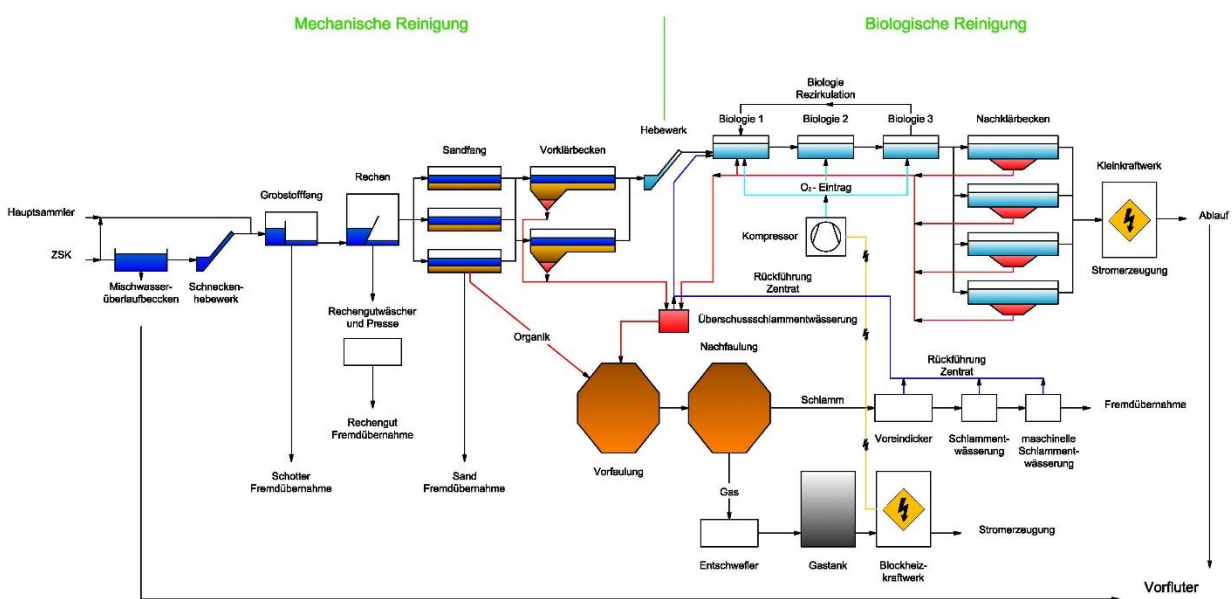 Mechanische Reinigung
Biologische Reinigung
Biologie
Rezirkulation
Hebewerk
Biologie 1
Biologie 2
Biologie 3
Nachklärbecken
Sandfang
Vorklärbecken
Kleinkraftwerk
Rechen
Grobstofffang
O₂ - Eintrag
Hauptsammler
Ablauf
ZSK
Kompressor
Stromerzeugung
Mischwasser-
überlaufbeccken
Schnecken-
hebewerk
Rückführung
Zentrat
Rechengutwäscher
und Presse
Überschussschlammentwässerung
Organik
Nachfaulung
Rückführung
Zentrat
Schlamm
Fremdübernahme
Rechengut
Fremdübernahme
Voreindicker
Schlamment-
wässerung
maschinelle
Schlamment-
wässerung
Vorfaulung
Schotter
Fremdübernahme
Sand
Fremdübernahme
Gas
Stromerzeugung
Entschwefler
Gastank
Blockheiz-
kraftwerk
Vorfluter